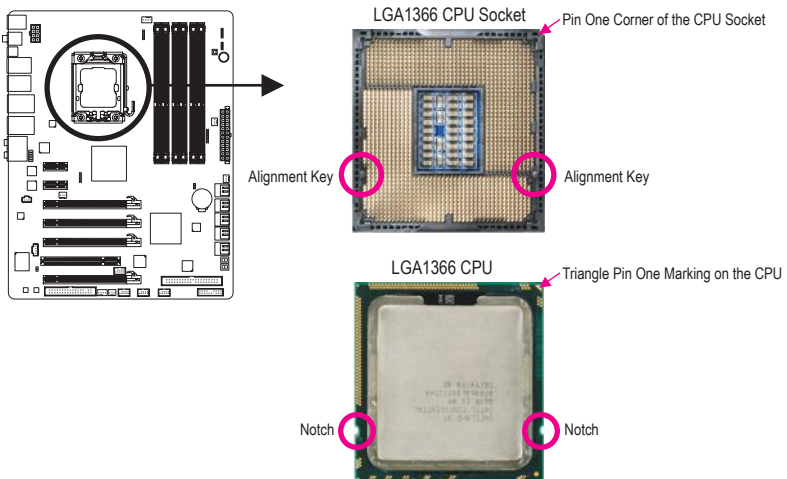 LGA1366 CPU Socket
Pin One Corner of the CPU Socket
Alignment Key
Alignment Key
LGA1366 CPU
Triangle Pin One Marking on the CPU
Notch
Notch